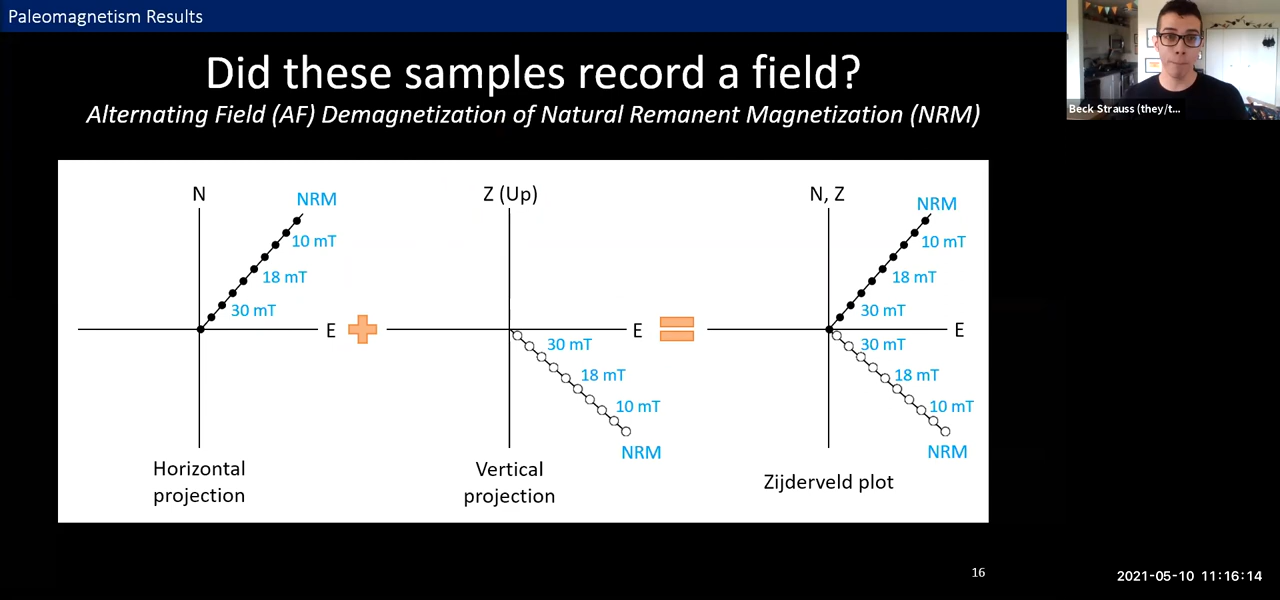 Paleomagnetism Results
Did these samples record a field?
Alternating Field (AF) Demagnetization of Natural Remanent Magnetization (NRM)
Beck Strauss (they/t...
N
NRM
10 mT
18 mT
30 mT
E
Horizontal
projection
Z (Up)
E
30 mT
18 mT
10 mT
NRM
Vertical
projection
N, Z
NRM
10 mT
18 mT
30 mT
E
30 mT
18 mT
10 mT
NRM
Zijderveld plot
16
2021-05-10 11:16:14